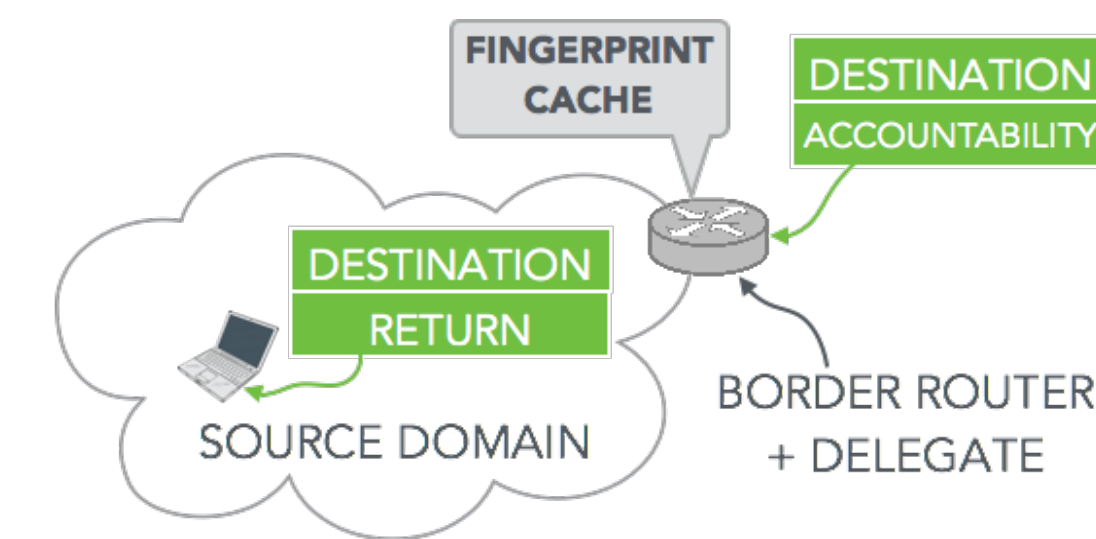 FINGERPRINT
CACHE
DESTINATION
ACCOUNTABILITY
DESTINATION
RETURN
SOURCE DOMAIN
BORDER ROUTER
+ DELEGATE